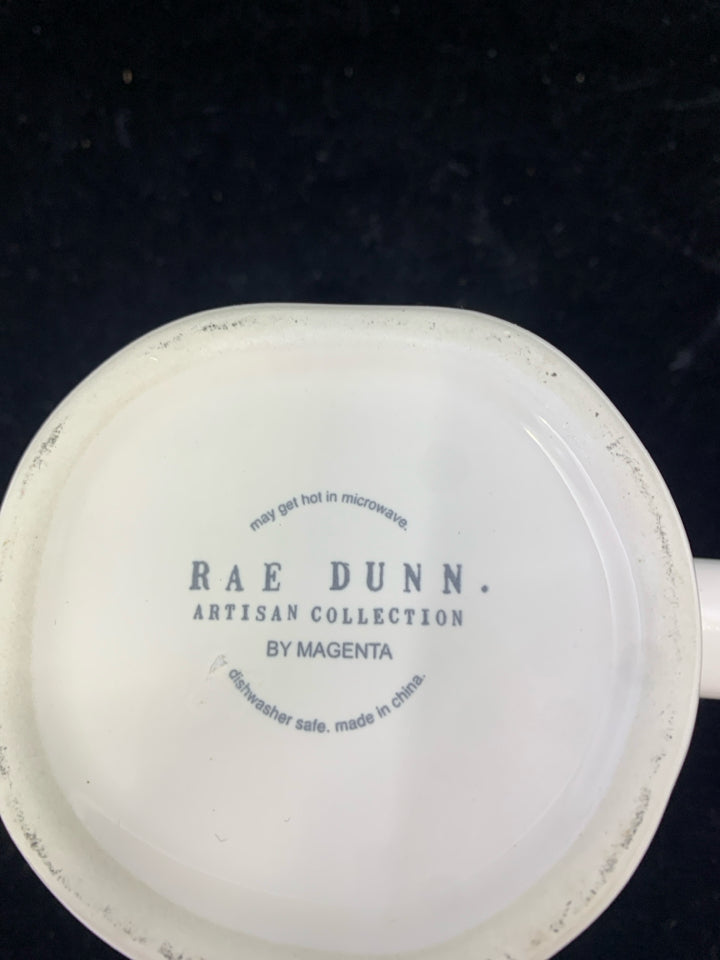 may get hot in microwave.
RAE DUNN.
ARTISAN COLLECTION
BY MAGENTA
dishwasher safe. made in china.